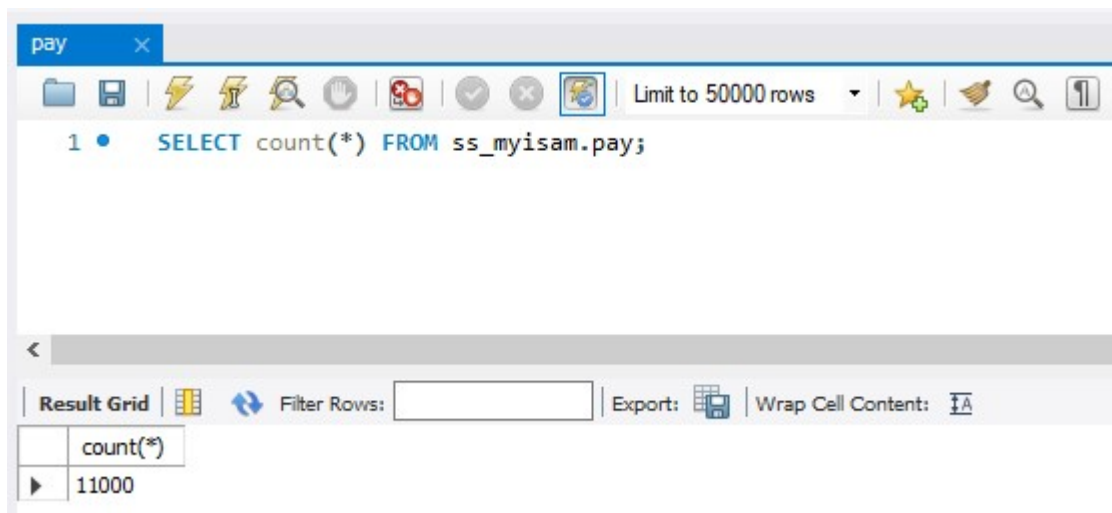 pay
Limit to 50000 rows
1 SELECT count(*) FROM ss_myisam.pay;
Result Grid Filter Rows: Export: Wrap Cell Content:
count(*)
11000